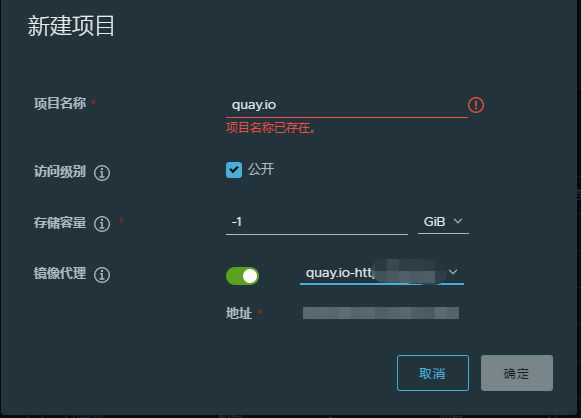 新建项目
项目名称 *
quay.io
项目名称已存在。
访问级别
公开
存储容量 *
-1
GiB
镜像代理
quay.io-htt
地址 *
取消
确定